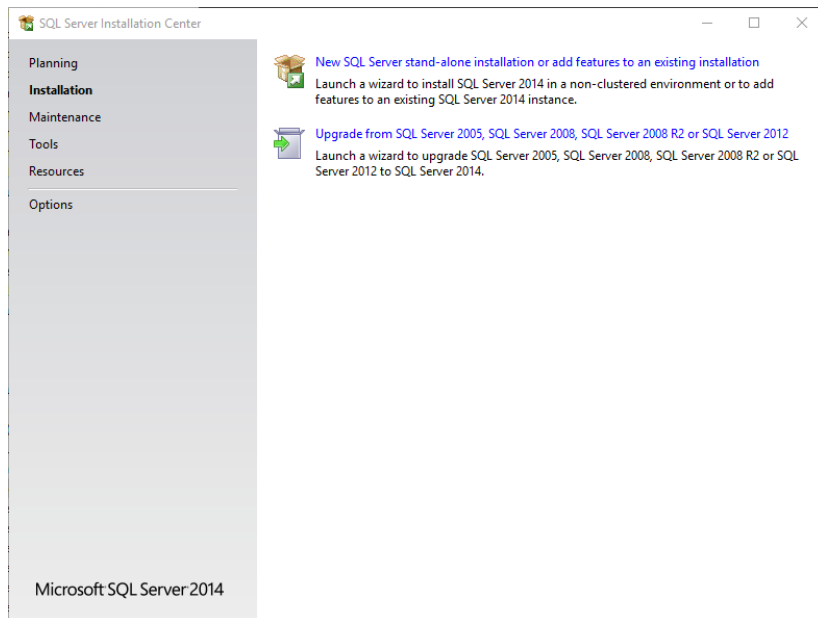 SQL Server Installation Center
Planning
Installation
Maintenance
Tools
Resources
Options
New SQL Server stand-alone installation or add features to an existing installation
Launch a wizard to install SQL Server 2014 in a non-clustered environment or to add
features to an existing SQL Server 2014 instance.
Upgrade from SQL Server 2005, SQL Server 2008, SQL Server 2008 R2 or SQL Server 2012
Launch a wizard to upgrade SQL Server 2005, SQL Server 2008, SQL Server 2008 R2 or SQL
Server 2012 to SQL Server 2014.
Microsoft SQL Server 2014